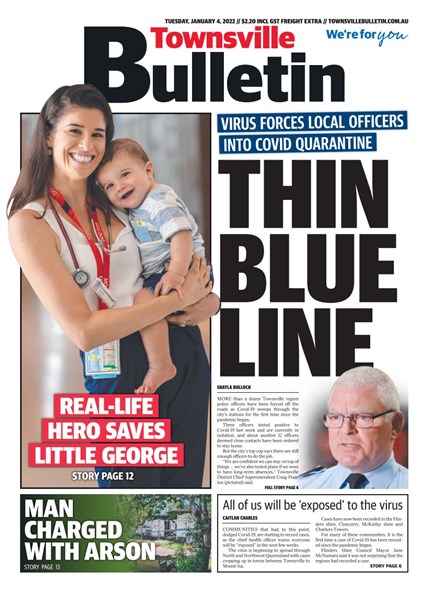 TUESDAY, JANUARY 4, 2022 // $2.20 INCL GST FREIGHT EXTRA // TOWNSVILLEBULLETIN.COM.AU
Townsville
Bulletin
We're for you
VIRUS FORCES LOCAL OFFICERS
INTO COVID QUARANTINE
THIN
BLUE
LINE
SHAYLA BULLOCH
MORE than a dozen Townsville region
police officers have been forced off the
roads as Covid-19 sweeps through the
city's stations for the first time since the
pandemic began.
Three officers tested positive to
Covid-19 last week and are currently
in isolation, and about another 12 officers
deemed close contacts have been ordered
to stay home.
But the city's top cop says there are still
enough officers to do the job.
"We are confident we can stay on top of
things ... we've also tested plans if we were
to have long-term absences," Townsville
District Chief Superintendent Craig Han-
lon (pictured) said.
FULL STORY PAGE 6
REAL-LIFE
HERO SAVES
LITTLE GEORGE
STORY PAGE 12
MAN
CHARGED
WITH ARSON
STORY PAGE 13
All of us will be 'exposed' to the virus
CAITLAN CHARLES
COMMUNITIES that had, to this point,
dodged Covid-19, are starting to record cases,
as the chief health officer warns everyone
will be "exposed" in the next few weeks.
The virus is beginning to spread through
North and Northwest Queensland with cases
cropping up in towns between Townsville to
Mount Isa.
Cases have now been recorded in the Flin-
ders shire, Cloncurry, McKinlay shire and
Charters Towers.
For many of these communities, it is the
first time a case of Covid-19 has been record-
ed since the pandemic began.
Flinders Shire Council Mayor Jane
McNamara said it was not surprising that the
regions had recorded a case.
STORY PAGE 6